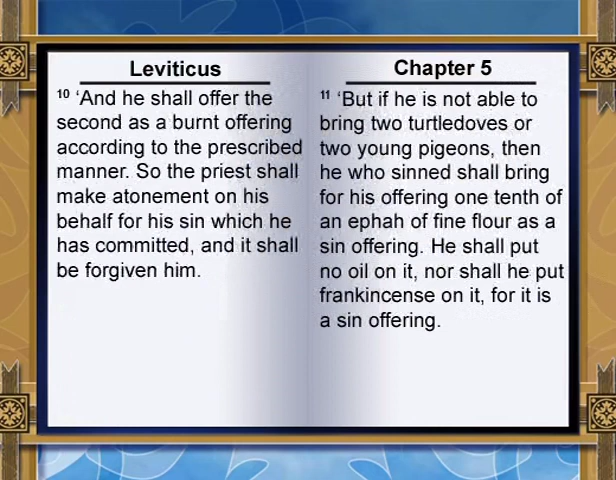 Leviticus
10 ‘And he shall offer the
second as a burnt offering
according to the prescribed
manner. So the priest shall
make atonement on his
behalf for his sin which he
has committed, and it shall
be forgiven him.
Chapter 5
11 ‘But if he is not able to
bring two turtledoves or
two young pigeons, then
he who sinned shall bring
for his offering one tenth of
an ephah of fine flour as a
sin offering. He shall put
no oil on it, nor shall he put
frankincense on it, for it is
a sin offering.